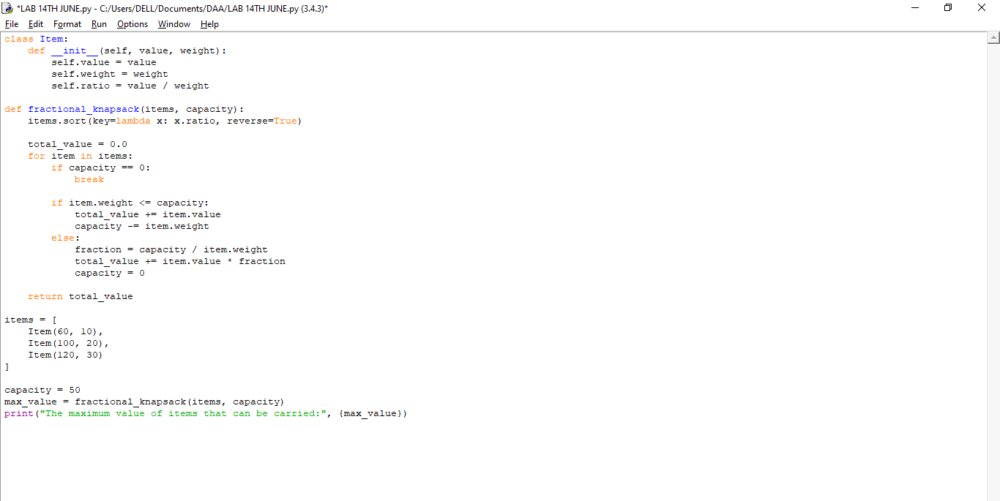 *LAB 14TH JUNE.py - C:/Users/DELL/Documents/DAA/LAB 14TH JUNE.py (3.4.3)*
File Edit Format Run Options Window Help
class Item:
    def __init__(self, value, weight):
        self.value = value
        self.weight = weight
        self.ratio = value / weight

def fractional_knapsack(items, capacity):
    items.sort(key=lambda x: x.ratio, reverse=True)

    total_value = 0.0
    for item in items:
        if capacity == 0:
            break

        if item.weight <= capacity:
            total_value += item.value
            capacity -= item.weight
        else:
            fraction = capacity / item.weight
            total_value += item.value * fraction
            capacity = 0

    return total_value

items = [
    Item(60, 10),
    Item(100, 20),
    Item(120, 30)
]

capacity = 50
max_value = fractional_knapsack(items, capacity)
print("The maximum value of items that can be carried:", {max_value})